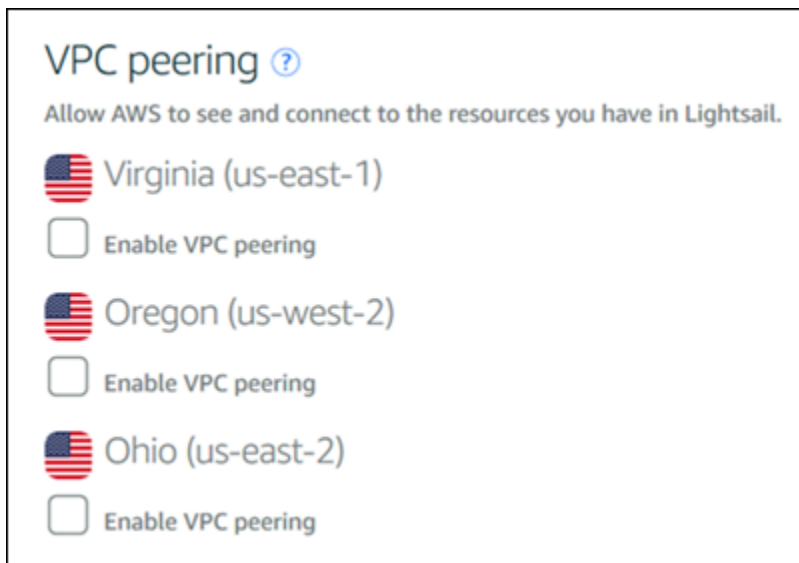 VPC peering ?
Allow AWS to see and connect to the resources you have in Lightsail.
Virginia (us-east-1)
Enable VPC peering
Oregon (us-west-2)
Enable VPC peering
Ohio (us-east-2)
Enable VPC peering